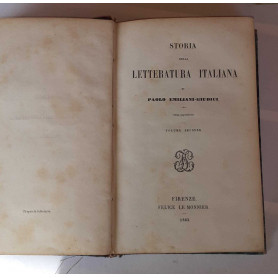 STORIA
DELLA
LETTERATURA ITALIANA
DI
PAOLO EMILIANI-GIUDICI
VOLUME SECONDO
FIRENZE
FELICE LE MONNIER